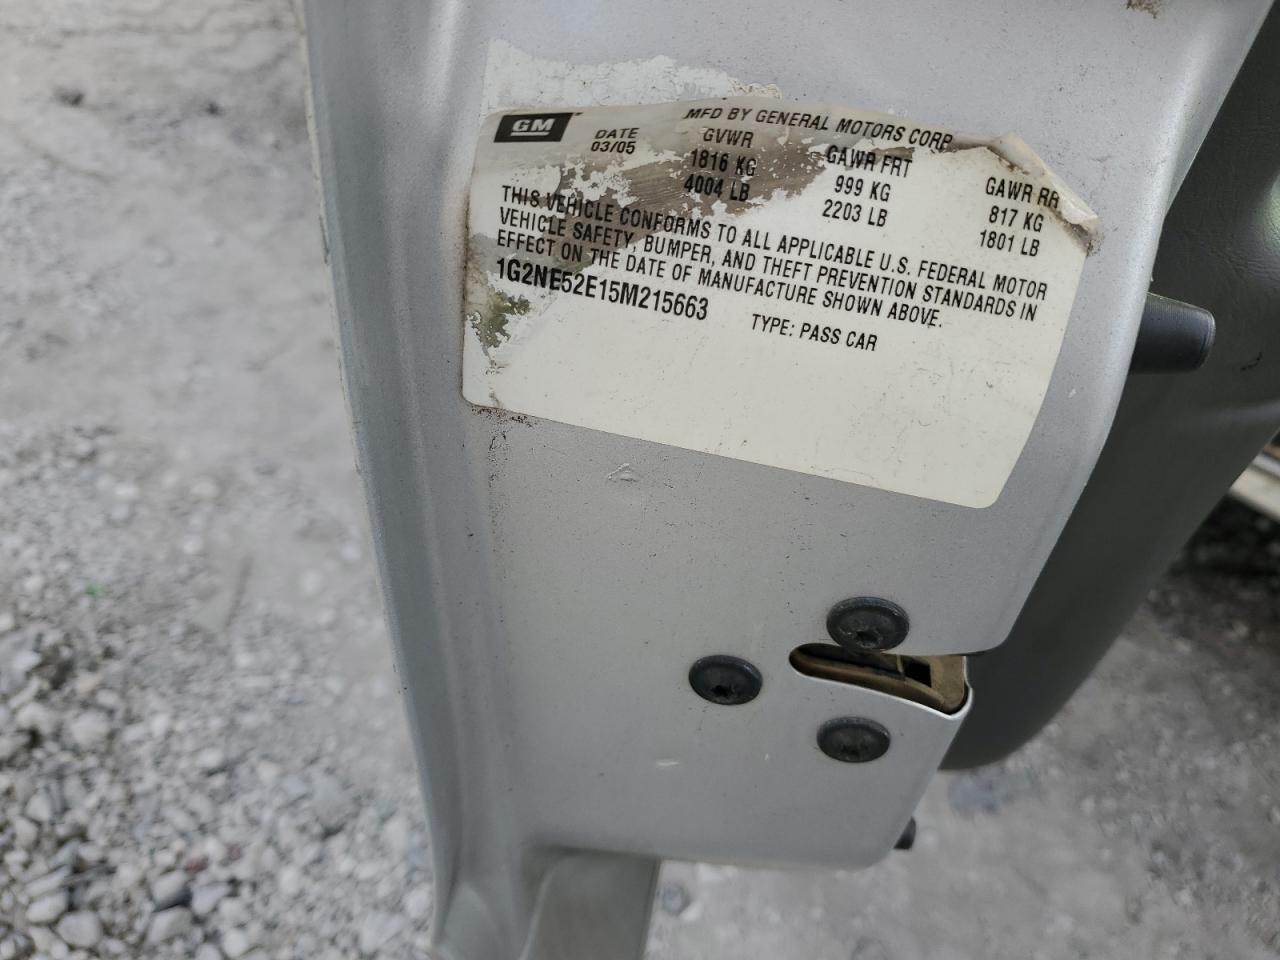 GM
MFD BY GENERAL MOTORS CORP
DATE GVWR GAWR FRT GAWR RR
03/05 1816 KG 999 KG 817 KG
4004 LB 2203 LB 1801 LB
THIS VEHICLE CONFORMS TO ALL APPLICABLE U.S. FEDERAL MOTOR
VEHICLE SAFETY, BUMPER, AND THEFT PREVENTION STANDARDS IN
EFFECT ON THE DATE OF MANUFACTURE SHOWN ABOVE.
1G2NE52E15M215663 TYPE: PASS CAR